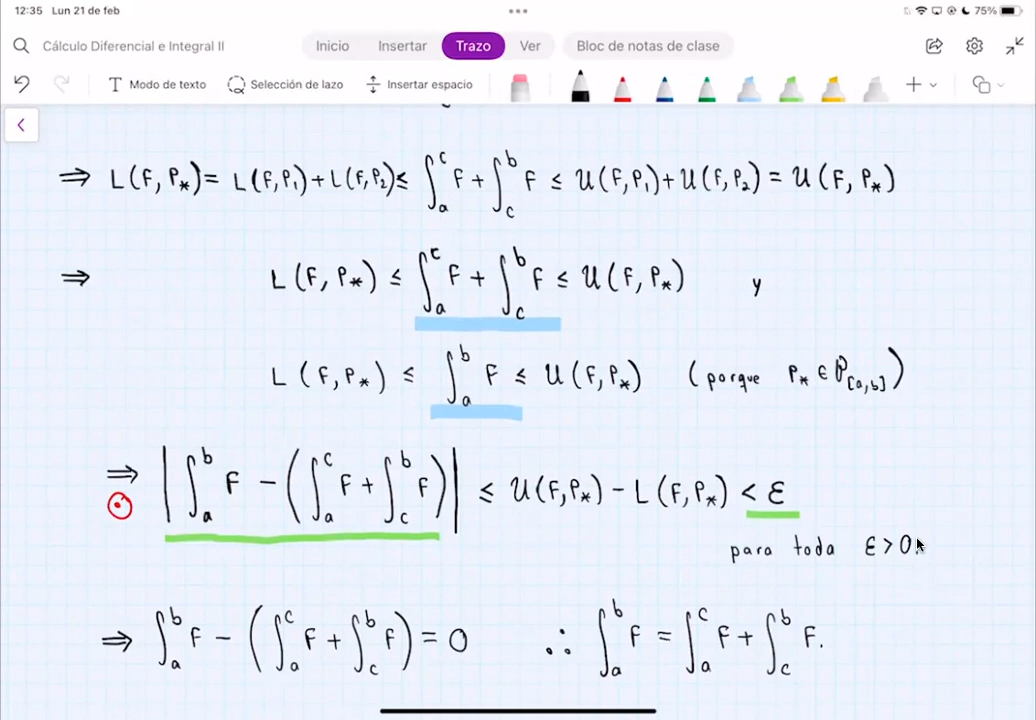 12:35 Lun 21 de feb 75%
Cálculo Diferencial e Integral II Inicio Insertar Trazo Ver Bloc de notas de clase
Modo de texto Selección de lazo Insertar espacio
⇒ L(F, P*) = L(F, P₁) + L(F, P₂) ≤ ∫_a^c F + ∫_c^b F ≤ U(F, P₁) + U(F, P₂) = U(F, P*)
⇒ L(F, P*) ≤ ∫_a^c F + ∫_c^b F ≤ U(F, P*) y
L(F, P*) ≤ ∫_a^b F ≤ U(F, P*) (porque P* ∈ P_[a,b])
⇒ | ∫_a^b F − (∫_a^c F + ∫_c^b F) | ≤ U(F, P*) − L(F, P*) < ε
para toda ε > 0.
⇒ ∫_a^b F − (∫_a^c F + ∫_c^b F) = 0 ∴ ∫_a^b F = ∫_a^c F + ∫_c^b F.